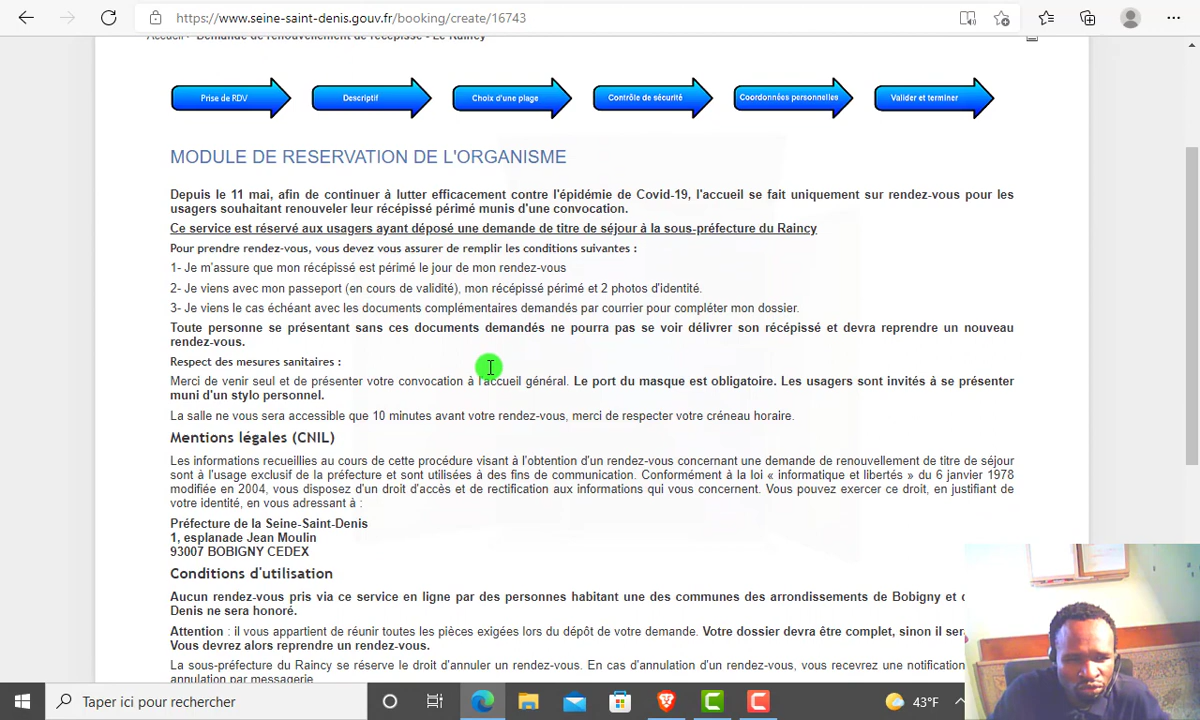 https://www.seine-saint-denis.gouv.fr/booking/create/16743
Accueil > Demande de renouvellement de récépissé - Le Raincy
Prise de RDV
Descriptif
Choix d'une plage
Contrôle de sécurité
Coordonnées personnelles
Valider et terminer
MODULE DE RESERVATION DE L'ORGANISME
Depuis le 11 mai, afin de continuer à lutter efficacement contre l'épidémie de Covid-19, l'accueil se fait uniquement sur rendez-vous pour les
usagers souhaitant renouveler leur récépissé périmé munis d'une convocation.
Ce service est réservé aux usagers ayant déposé une demande de titre de séjour à la sous-préfecture du Raincy
Pour prendre rendez-vous, vous devez vous assurer de remplir les conditions suivantes :
1- Je m'assure que mon récépissé est périmé le jour de mon rendez-vous
2- Je viens avec mon passeport (en cours de validité), mon récépissé périmé et 2 photos d'identité.
3- Je viens le cas échéant avec les documents complémentaires demandés par courrier pour compléter mon dossier.
Toute personne se présentant sans ces documents demandés ne pourra pas se voir délivrer son récépissé et devra reprendre un nouveau
rendez-vous.
Respect des mesures sanitaires :
Merci de venir seul et de présenter votre convocation à l'accueil général. Le port du masque est obligatoire. Les usagers sont invités à se présenter
muni d'un stylo personnel.
La salle ne vous sera accessible que 10 minutes avant votre rendez-vous, merci de respecter votre créneau horaire.
Mentions légales (CNIL)
Les informations recueillies au cours de cette procédure visant à l'obtention d'un rendez-vous concernant une demande de renouvellement de titre de séjour
sont à l'usage exclusif de la préfecture et sont utilisées à des fins de communication. Conformément à la loi « informatique et libertés » du 6 janvier 1978
modifiée en 2004, vous disposez d'un droit d'accès et de rectification aux informations qui vous concernent. Vous pouvez exercer ce droit, en justifiant de
votre identité, en vous adressant à :
Préfecture de la Seine-Saint-Denis
1, esplanade Jean Moulin
93007 BOBIGNY CEDEX
Conditions d'utilisation
Aucun rendez-vous pris via ce service en ligne par des personnes habitant une des communes des arrondissements de Bobigny et
Denis ne sera honoré.
Attention : il vous appartient de réunir toutes les pièces exigées lors du dépôt de votre demande. Votre dossier devra être complet, sinon il
Vous devrez alors reprendre un rendez-vous.
La sous-préfecture du Raincy se réserve le droit d'annuler un rendez-vous. En cas d'annulation d'un rendez-vous, vous recevrez une notification
annulation par messagerie.
Taper ici pour rechercher
43°F